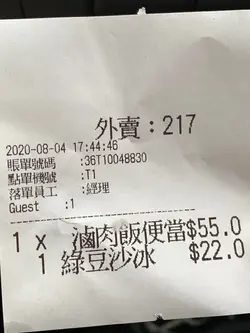 外賣：217
2020-08-04 17:44:46
賬單號碼 :36T10048830
點單機號 :T1
落單員工 :經理
Guest :1
1 x 滷肉飯便當$55.0
1 綠豆沙冰 $22.0